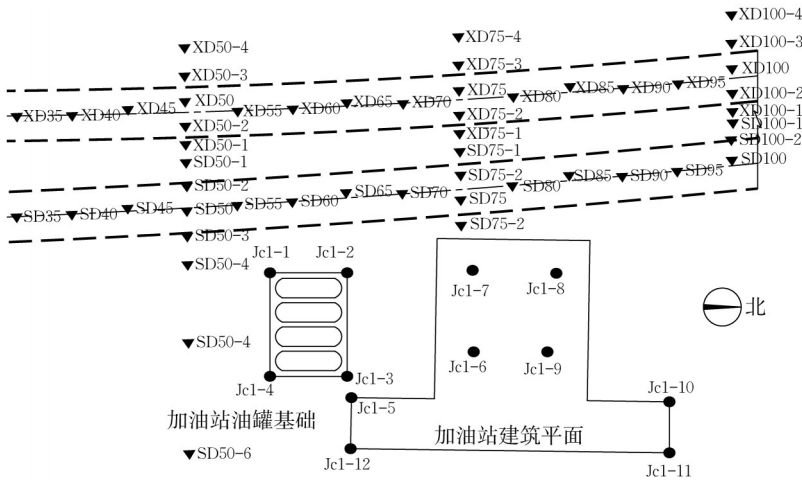 XD100-4
XD50-4
XD75-4
XD100-3
XD50-3
XD75-3
XD100
XD35
XD40
XD45
XD50
XD55
XD60
XD65
XD70
XD75
XD80
XD85
XD90
XD95
XD100-2
XD50-2
XD75-2
XD100-1
SD100-1
XD50-1
XD75-1
SD100-2
SD50-1
SD75-1
SD100
SD50-2
SD75-2
SD35
SD40
SD45
SD50
SD55
SD60
SD65
SD70
SD75
SD80
SD85
SD90
SD95
SD50-3
SD75-2
Jc1-1
Jc1-2
SD50-4
Jc1-7
Jc1-8
北
SD50-4
Jc1-6
Jc1-9
Jc1-4
Jc1-3
Jc1-10
Jc1-5
加油站油罐基础
加油站建筑平面
SD50-6
Jc1-12
Jc1-11